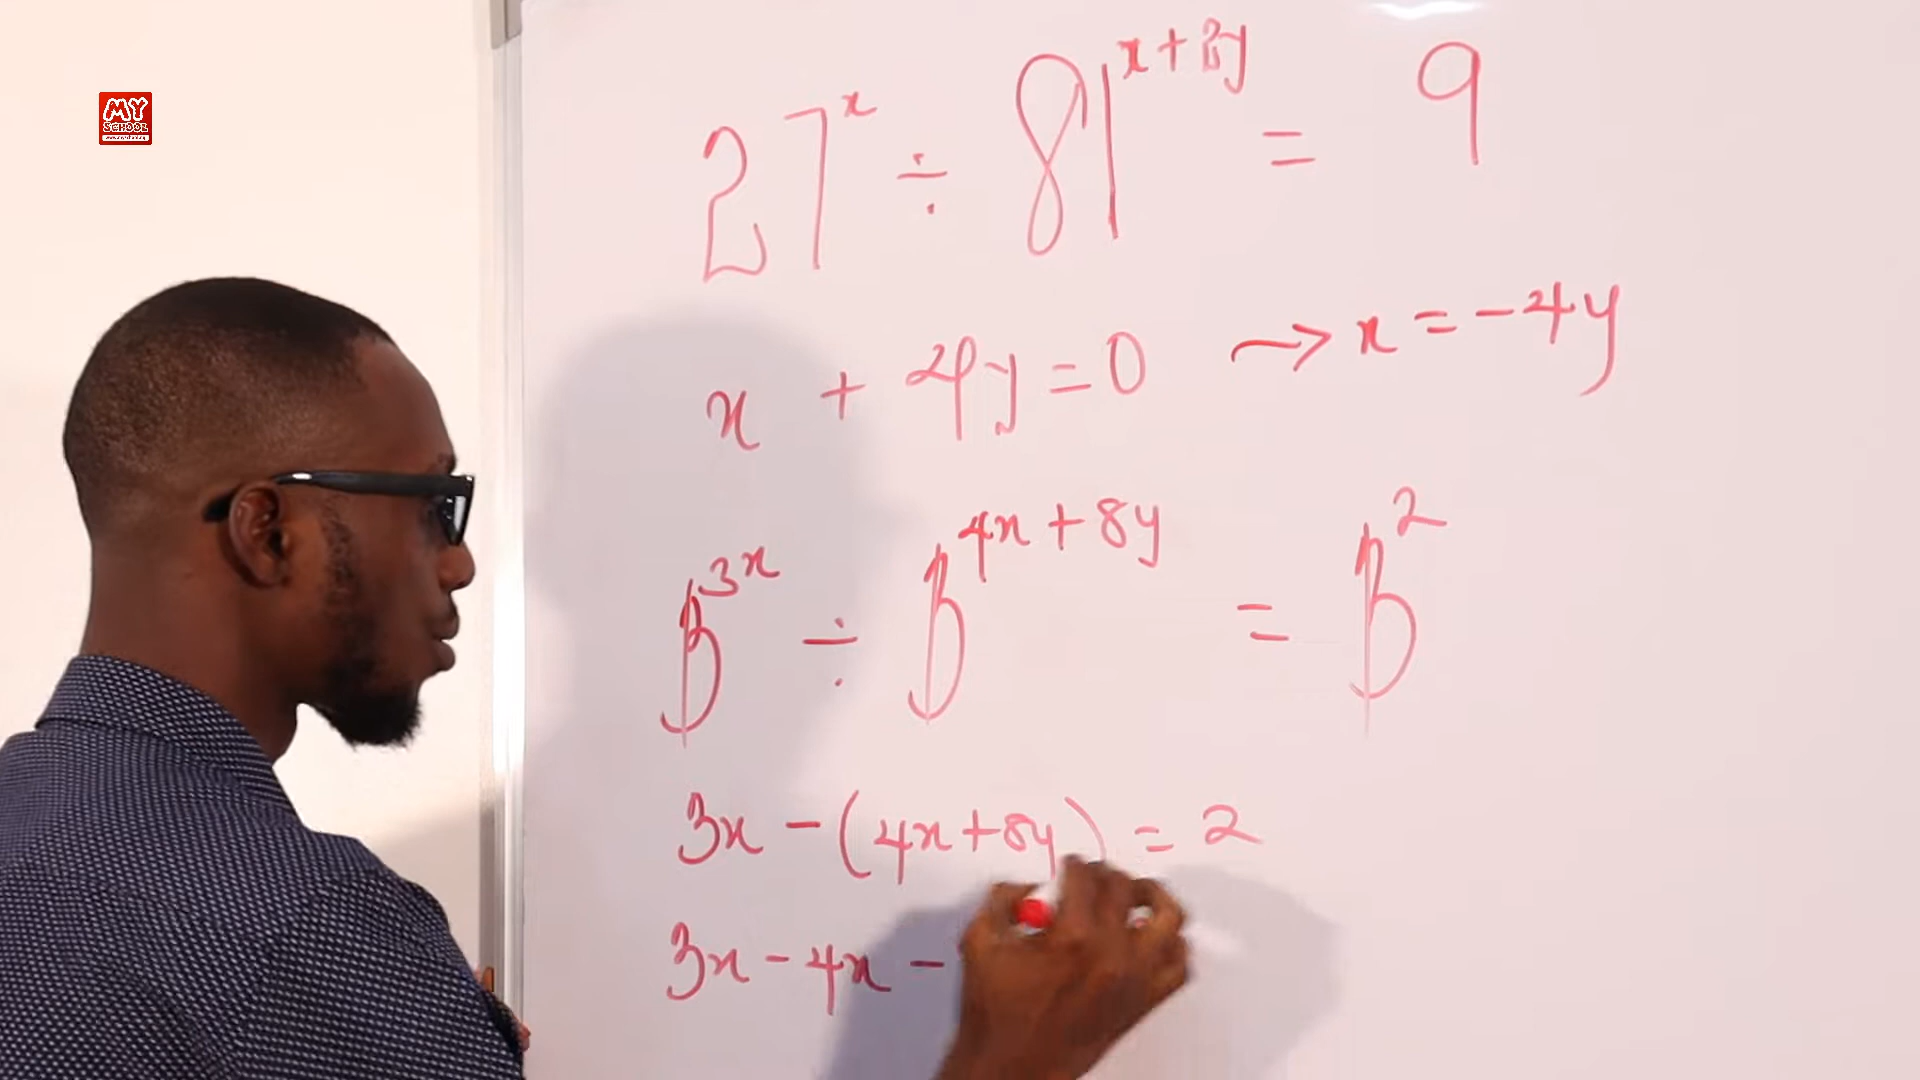 MY SCHOOL
27^x ÷ 81^{x+2y} = 9
x + 4y = 0 → x = -4y
3^{3x} ÷ 3^{4x+8y} = 3^2
3x - (4x+8y) = 2
3x - 4x -